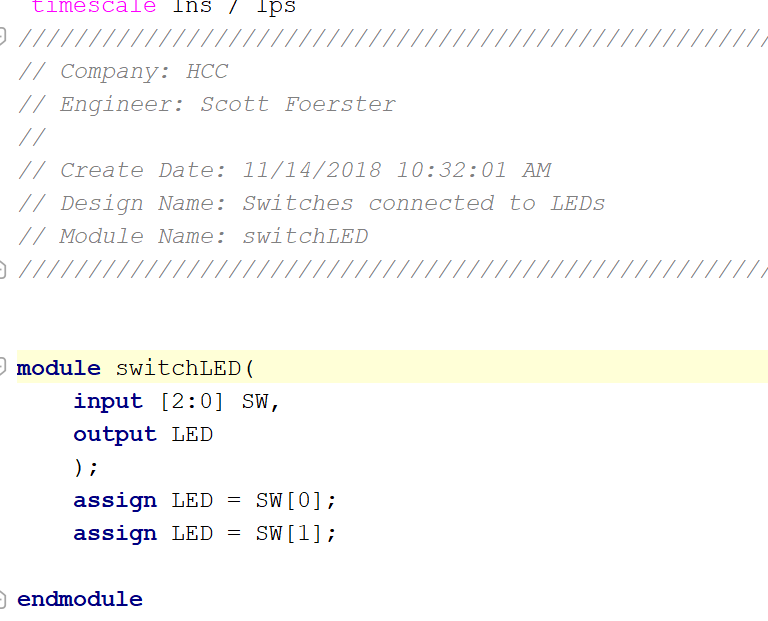 timescale 1ns / 1ps
//////////////////////////////////////////////////////
// Company: HCC
// Engineer: Scott Foerster
//
// Create Date: 11/14/2018 10:32:01 AM
// Design Name: Switches connected to LEDs
// Module Name: switchLED
//////////////////////////////////////////////////////
module switchLED(
input [2:0] SW,
output LED
);
assign LED = SW[0];
assign LED = SW[1];
endmodule